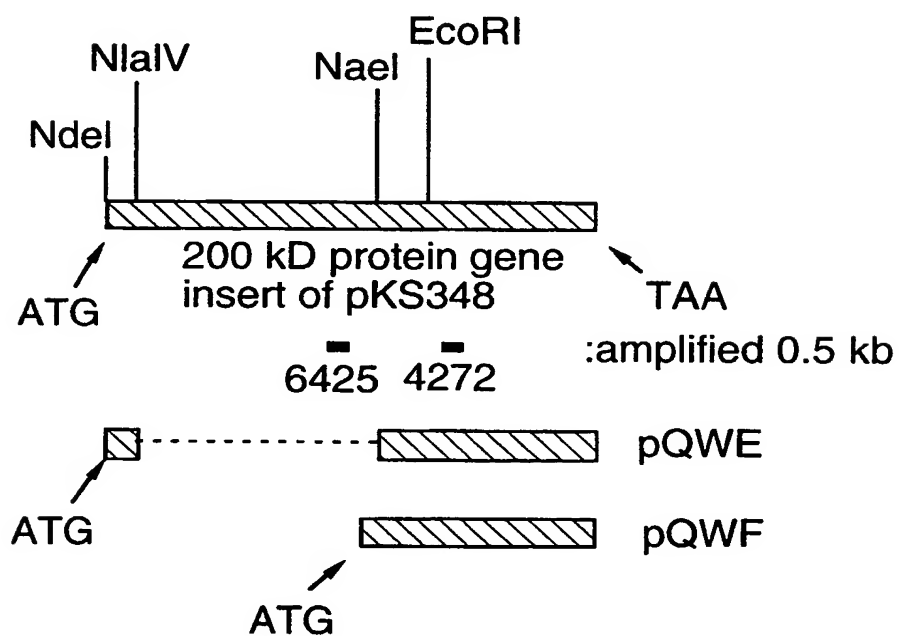 EcoRI
NlaIV
NaeI
NdeI
200 kD protein gene
insert of pKS348
ATG
TAA
:amplified 0.5 kb
6425 4272
pQWE
ATG
pQWF
ATG